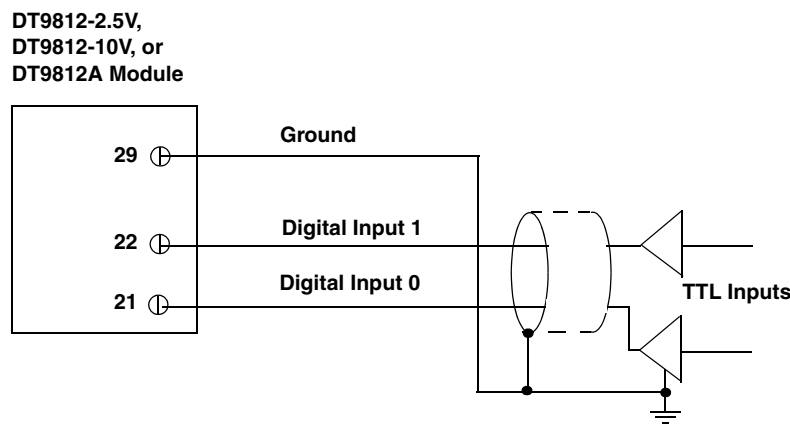 DT9812-2.5V,
DT9812-10V, or
DT9812A Module
29
Ground
22
Digital Input 1
21
Digital Input 0
TTL Inputs